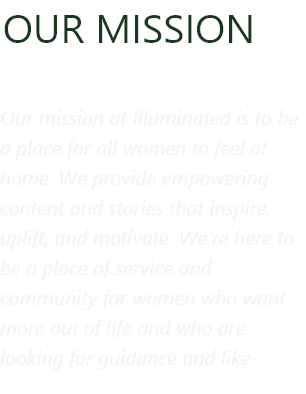 OUR MISSION
Our mission at Illuminated is to be
a place for all women to feel at
home. We provide empowering
content and stories that inspire,
uplift, and motivate. We're here to
be a place of service and
community for women who want
more out of life and who are
looking for guidance and like-